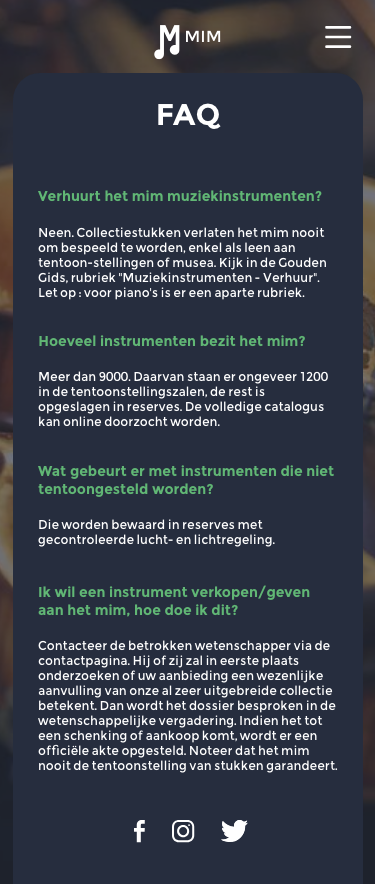 MIM
FAQ
Verhuurt het mim muziekinstrumenten?
Neen. Collectiestukken verlaten het mim nooit
om bespeeld te worden, enkel als leen aan
tentoon-stellingen of musea. Kijk in de Gouden
Gids, rubriek "Muziekinstrumenten - Verhuur".
Let op : voor piano's is er een aparte rubriek.
Hoeveel instrumenten bezit het mim?
Meer dan 9000. Daarvan staan er ongeveer 1200
in de tentoonstellingszalen, de rest is
opgeslagen in reserves. De volledige catalogus
kan online doorzocht worden.
Wat gebeurt er met instrumenten die niet
tentoongesteld worden?
Die worden bewaard in reserves met
gecontroleerde lucht- en lichtregeling.
Ik wil een instrument verkopen/geven
aan het mim, hoe doe ik dit?
Contacteer de betrokken wetenschapper via de
contactpagina. Hij of zij zal in eerste plaats
onderzoeken of uw aanbieding een wezenlijke
aanvulling van onze al zeer uitgebreide collectie
betekent. Dan wordt het dossier besproken in de
wetenschappelijke vergadering. Indien het tot
een schenking of aankoop komt, wordt er een
officiële akte opgesteld. Noteer dat het mim
nooit de tentoonstelling van stukken garandeert.